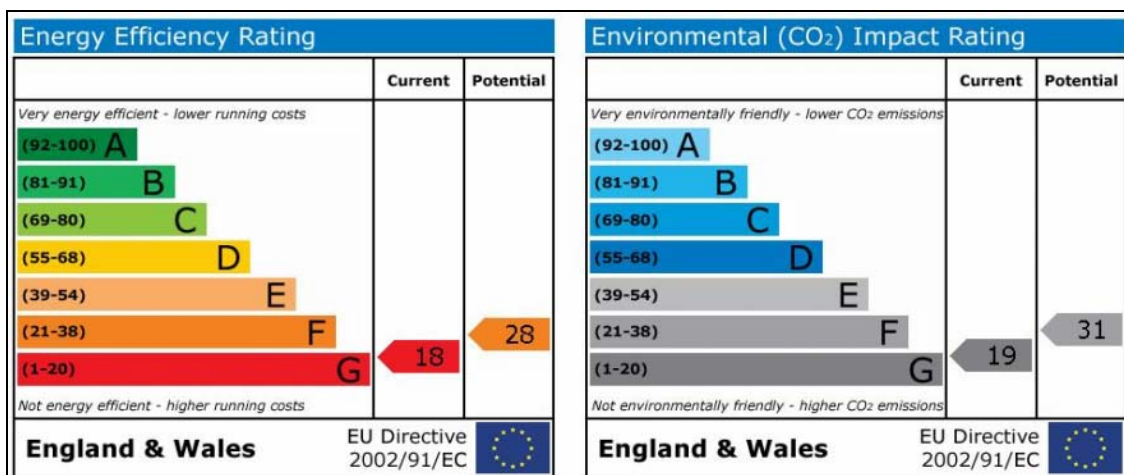 Energy Efficiency Rating
Current Potential
Very energy efficient - lower running costs
(92-100) A
(81-91) B
(69-80) C
(55-68) D
(39-54) E
(21-38) F
28
(1-20) G
18
Not energy efficient - higher running costs
England & Wales
EU Directive
2002/91/EC
Environmental (CO₂) Impact Rating
Current Potential
Very environmentally friendly - lower CO₂ emissions
(92-100) A
(81-91) B
(69-80) C
(55-68) D
(39-54) E
(21-38) F
31
(1-20) G
19
Not environmentally friendly - higher CO₂ emissions
England & Wales
EU Directive
2002/91/EC